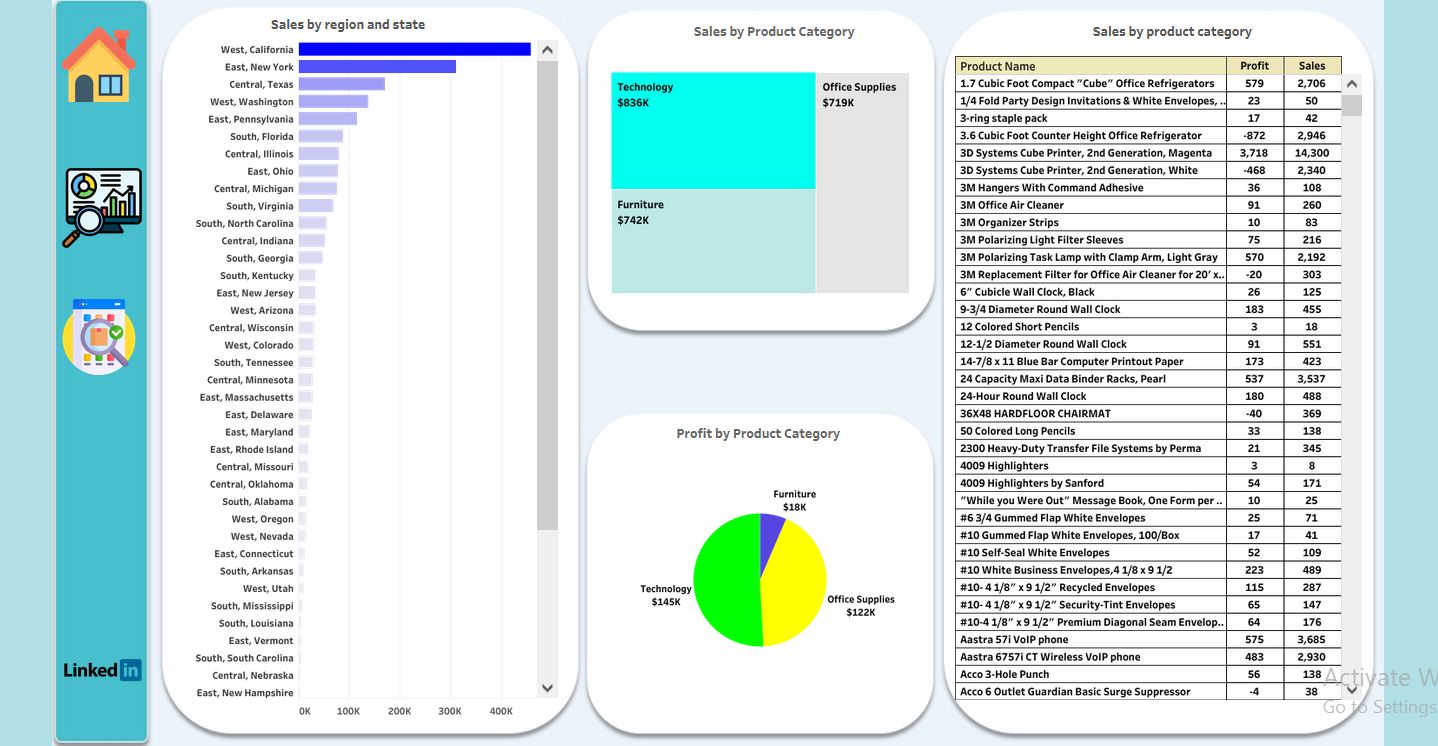 Sales by region and state
West, California
East, New York
Central, Texas
West, Washington
East, Pennsylvania
South, Florida
Central, Illinois
East, Ohio
Central, Michigan
South, Virginia
South, North Carolina
Central, Indiana
South, Georgia
South, Kentucky
East, New Jersey
West, Arizona
Central, Wisconsin
West, Colorado
South, Tennessee
Central, Minnesota
East, Massachusetts
East, Delaware
East, Maryland
East, Rhode Island
Central, Missouri
Central, Oklahoma
South, Alabama
West, Oregon
West, Nevada
East, Connecticut
South, Arkansas
West, Utah
South, Mississippi
South, Louisiana
East, Vermont
South, South Carolina
Central, Nebraska
East, New Hampshire
0K 100K 200K 300K 400K
Linked in
Sales by Product Category
Technology
$836K
Office Supplies
$719K
Furniture
$742K
Profit by Product Category
Furniture
$18K
Technology
$145K
Office Supplies
$122K
Sales by product category
Product Name Profit Sales
1.7 Cubic Foot Compact "Cube" Office Refrigerators 579 2,706
1/4 Fold Party Design Invitations & White Envelopes, .. 23 50
3-ring staple pack 17 42
3.6 Cubic Foot Counter Height Office Refrigerator -872 2,946
3D Systems Cube Printer, 2nd Generation, Magenta 3,718 14,300
3D Systems Cube Printer, 2nd Generation, White -468 2,340
3M Hangers With Command Adhesive 36 108
3M Office Air Cleaner 91 260
3M Organizer Strips 10 83
3M Polarizing Light Filter Sleeves 75 216
3M Polarizing Task Lamp with Clamp Arm, Light Gray 570 2,192
3M Replacement Filter for Office Air Cleaner for 20' x.. -20 303
6" Cubicle Wall Clock, Black 26 125
9-3/4 Diameter Round Wall Clock 183 455
12 Colored Short Pencils 3 18
12-1/2 Diameter Round Wall Clock 91 551
14-7/8 x 11 Blue Bar Computer Printout Paper 173 423
24 Capacity Maxi Data Binder Racks, Pearl 537 3,537
24-Hour Round Wall Clock 180 488
36X48 HARDFLOOR CHAIRMAT -40 369
50 Colored Long Pencils 33 138
2300 Heavy-Duty Transfer File Systems by Perma 21 345
4009 Highlighters 3 8
4009 Highlighters by Sanford 54 171
"While you Were Out" Message Book, One Form per .. 10 25
#6 3/4 Gummed Flap White Envelopes 25 71
#10 Gummed Flap White Envelopes, 100/Box 17 41
#10 Self-Seal White Envelopes 52 109
#10 White Business Envelopes,4 1/8 x 9 1/2 223 489
#10- 4 1/8" x 9 1/2" Recycled Envelopes 115 287
#10- 4 1/8" x 9 1/2" Security-Tint Envelopes 65 147
#10-4 1/8" x 9 1/2" Premium Diagonal Seam Envelop.. 64 176
Aastra 57i VoIP phone 575 3,685
Aastra 6757i CT Wireless VoIP phone 483 2,930
Acco 3-Hole Punch 56 138
Acco 6 Outlet Guardian Basic Surge Suppressor -4 38
Activate W
Go to Settings